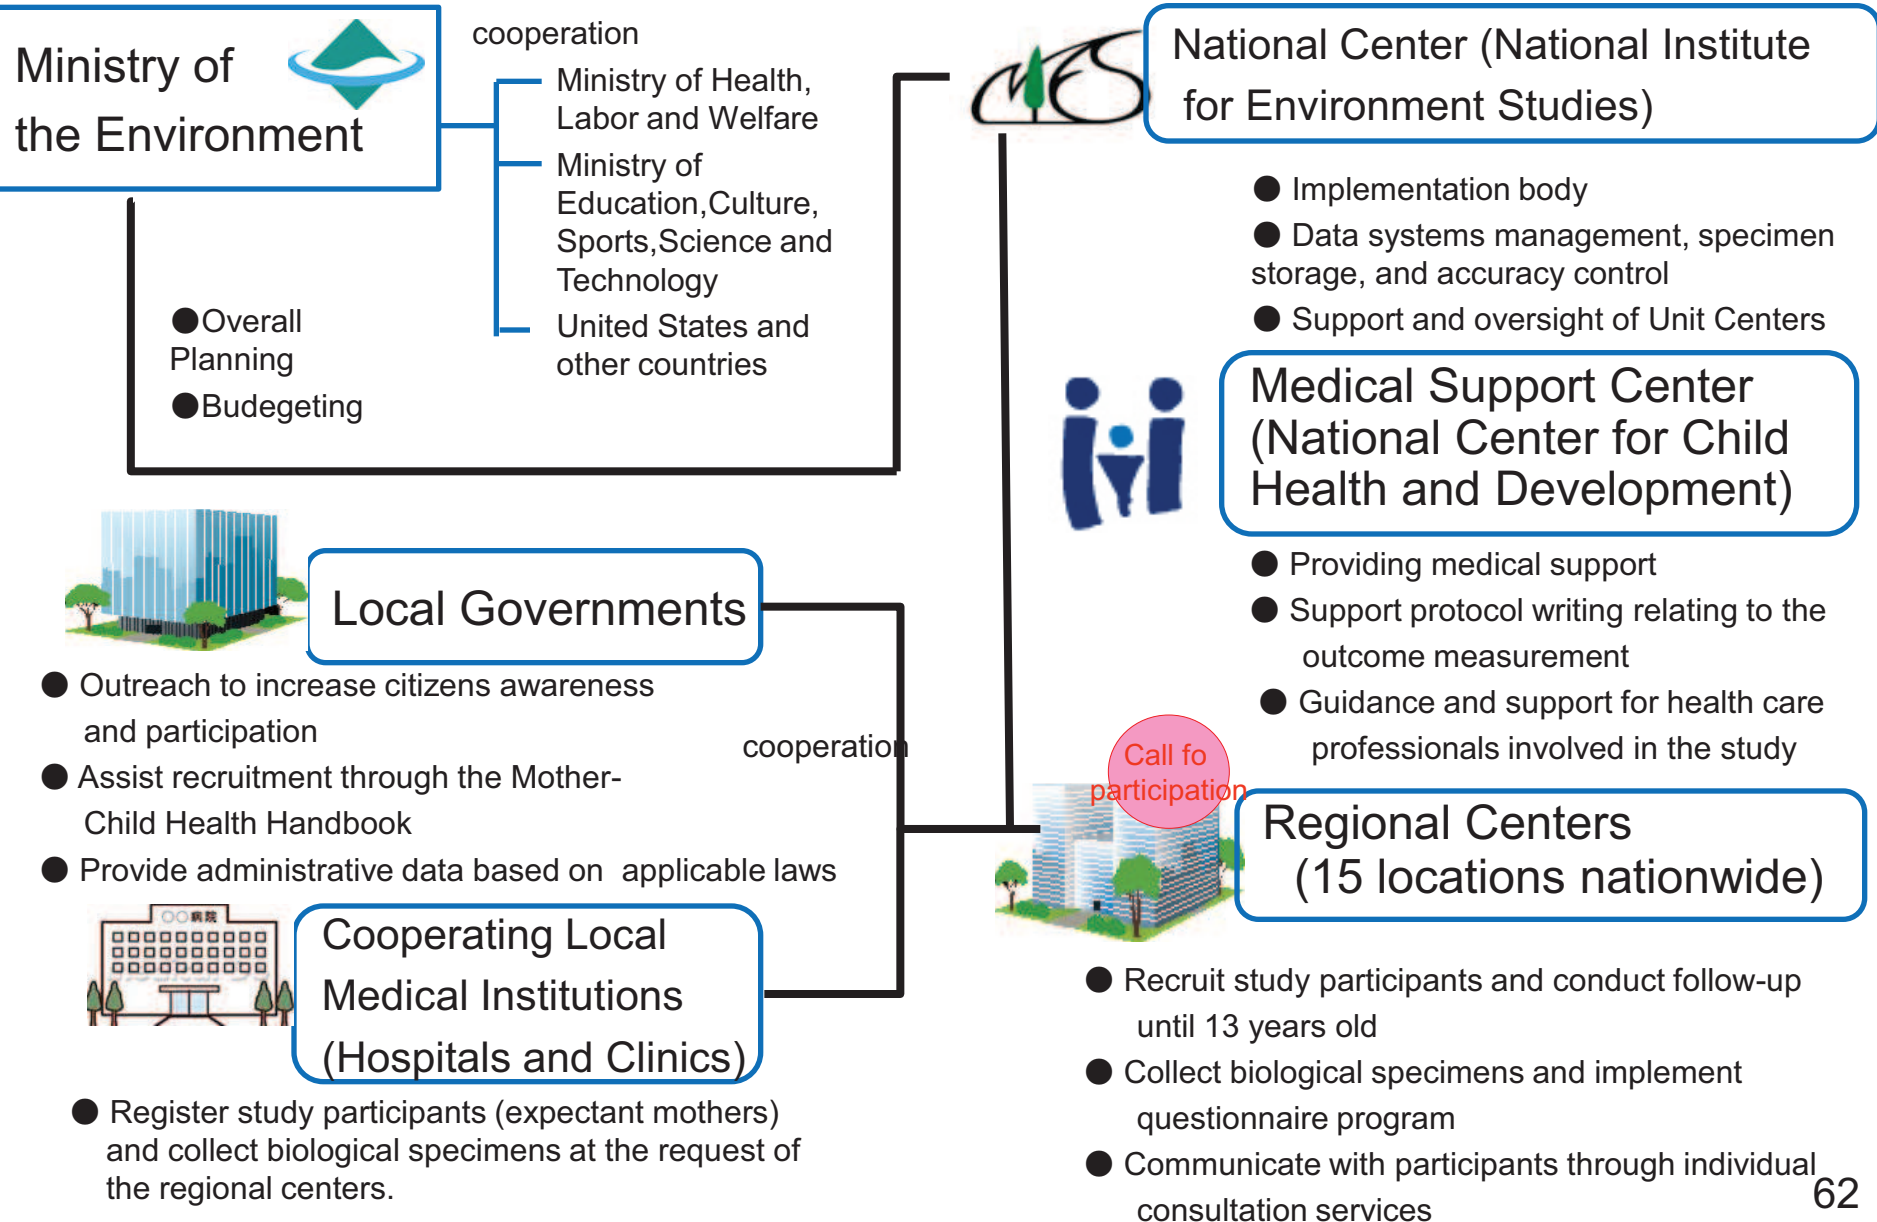 Ministry of
the Environment
cooperation
Ministry of Health,
Labor and Welfare
Ministry of
Education,Culture,
Sports,Science and
Technology
United States and
other countries
●Overall
Planning
●Budegeting
National Center (National Institute
for Environment Studies)
● Implementation body
● Data systems management, specimen
storage, and accuracy control
● Support and oversight of Unit Centers
Medical Support Center
(National Center for Child
Health and Development)
● Providing medical support
● Support protocol writing relating to the
outcome measurement
● Guidance and support for health care
professionals involved in the study
Local Governments
● Outreach to increase citizens awareness
and participation
● Assist recruitment through the Mother-
Child Health Handbook
● Provide administrative data based on applicable laws
cooperation
Call fo
participation
Regional Centers
(15 locations nationwide)
● Recruit study participants and conduct follow-up
until 13 years old
● Collect biological specimens and implement
questionnaire program
● Communicate with participants through individual
consultation services
〇〇病院
Cooperating Local
Medical Institutions
(Hospitals and Clinics)
● Register study participants (expectant mothers)
and collect biological specimens at the request of
the regional centers.
62